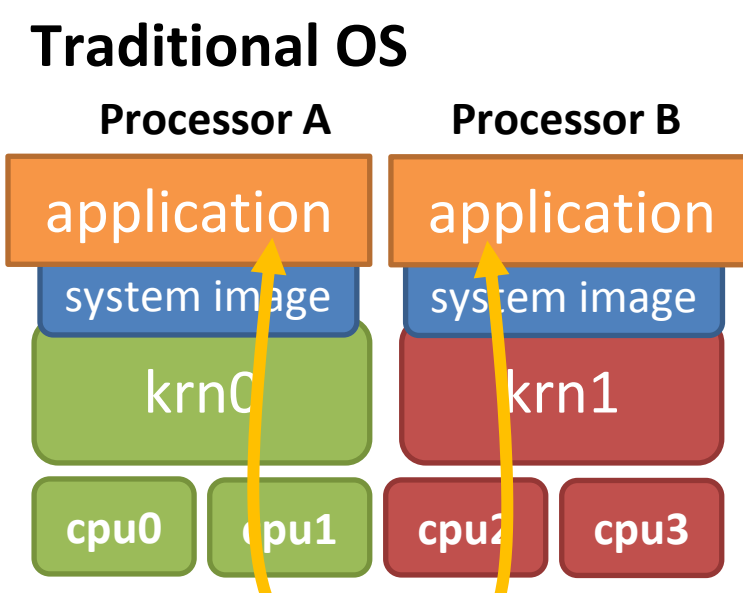 Traditional OS
Processor A Processor B
application application
system image system image
krn0 krn1
cpu0 cpu1 cpu2 cpu3